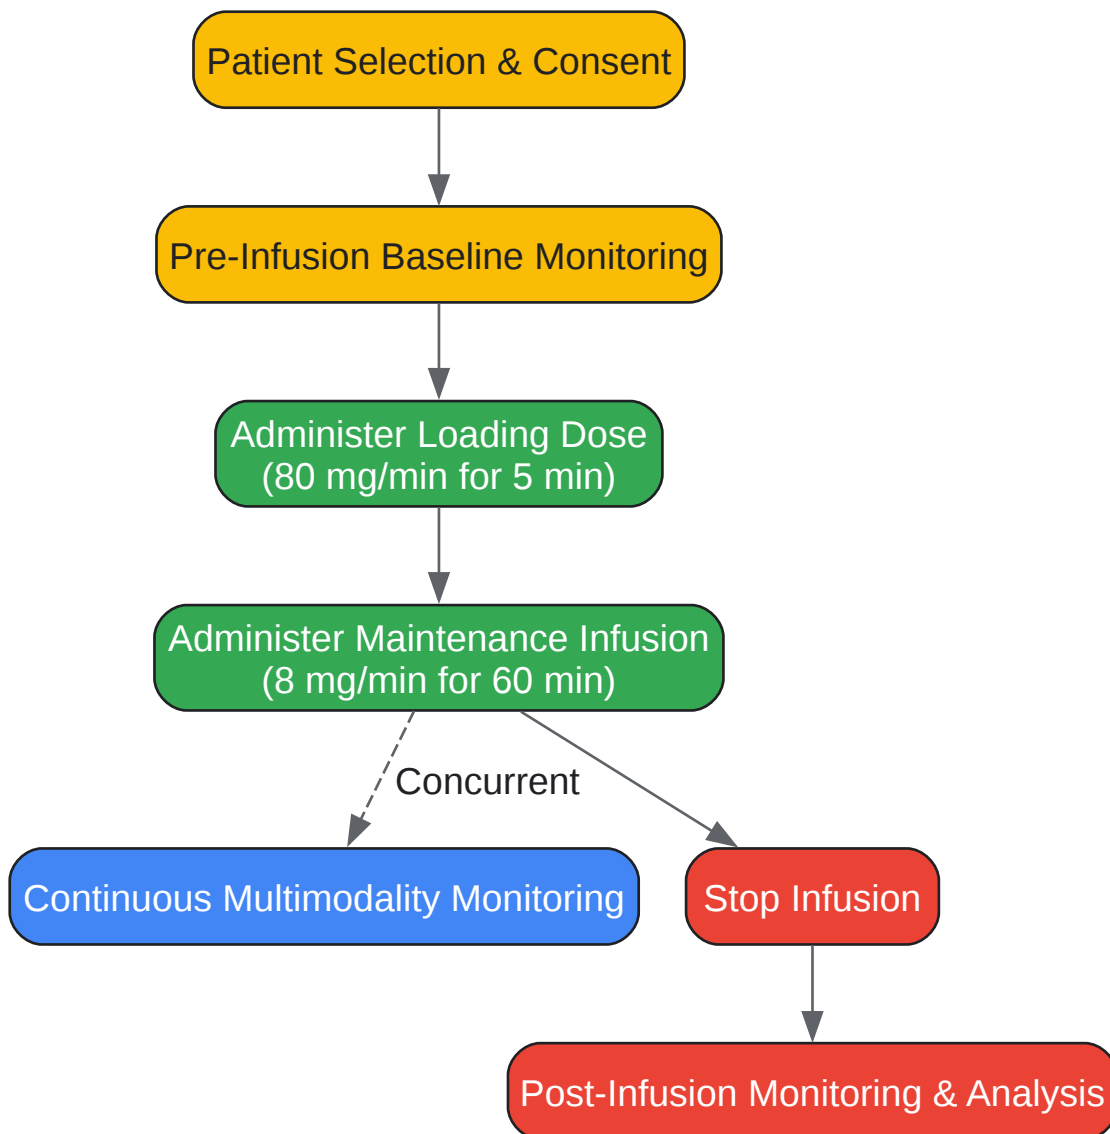 Patient Selection & Consent
Pre-Infusion Baseline Monitoring
Administer Loading Dose
(80 mg/min for 5 min)
Administer Maintenance Infusion
(8 mg/min for 60 min)
Concurrent
Continuous Multimodality Monitoring
Stop Infusion
Post-Infusion Monitoring & Analysis